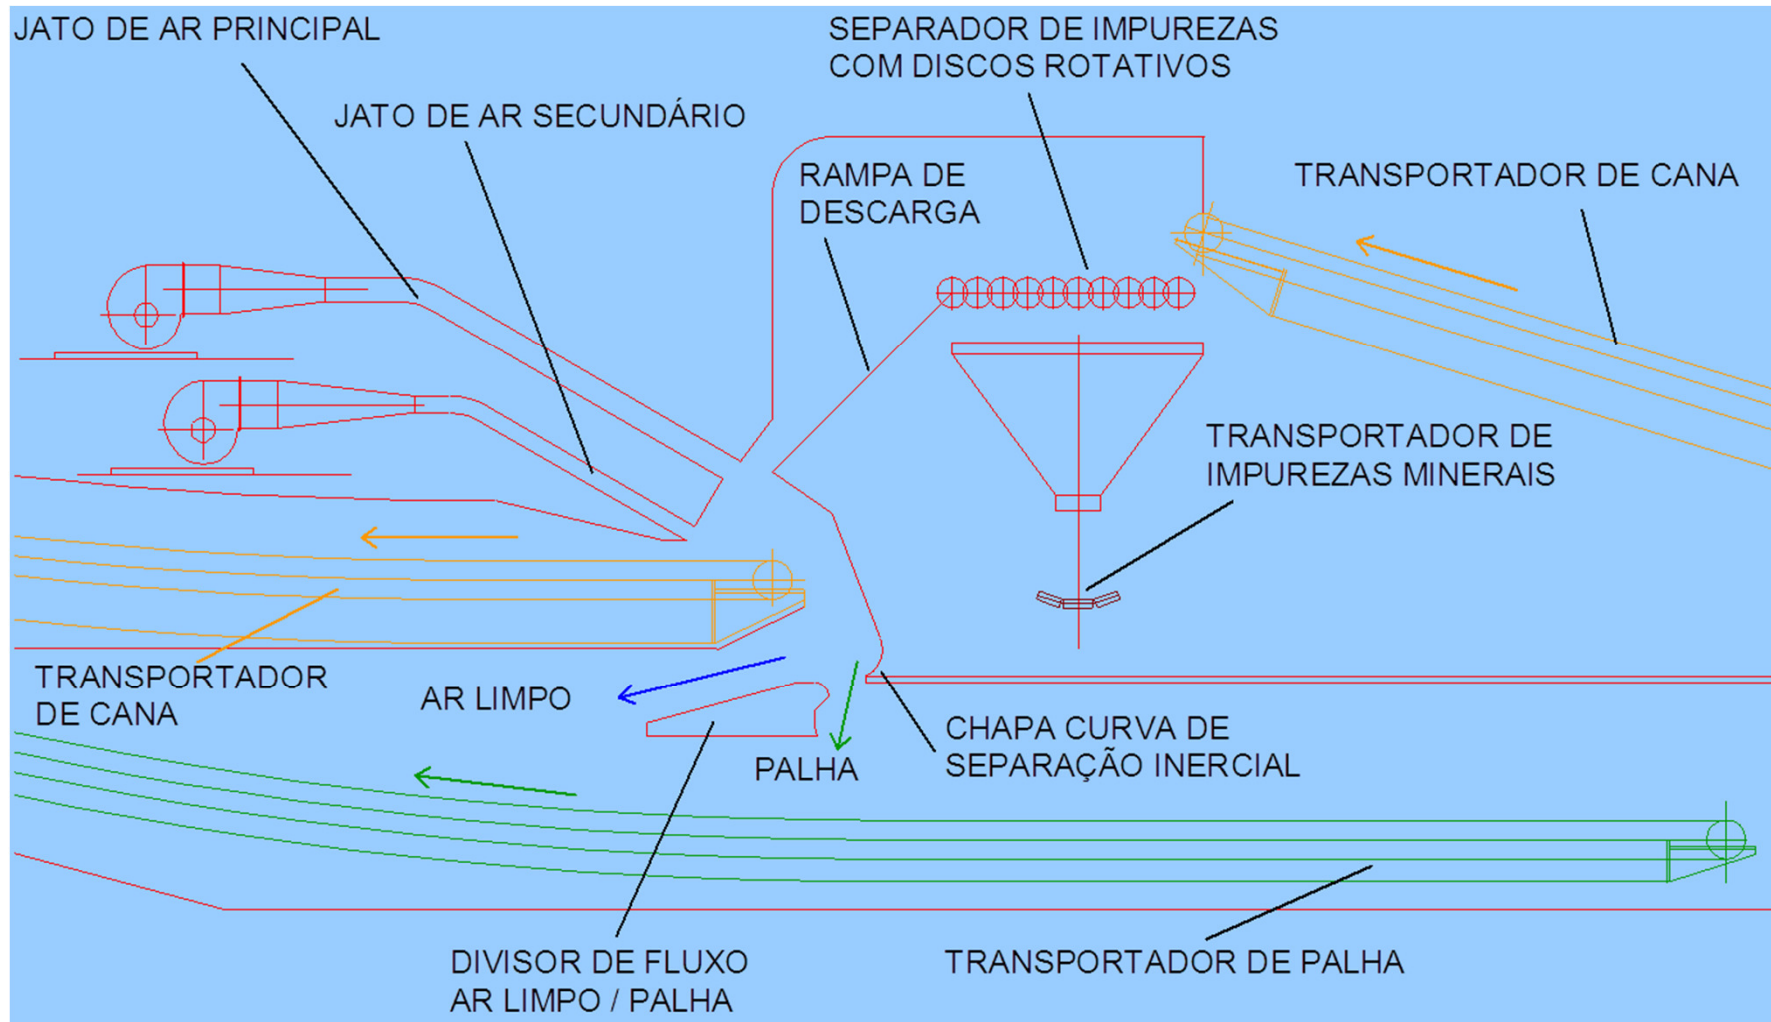 JATO DE AR PRINCIPAL
SEPARADOR DE IMPUREZAS
COM DISCOS ROTATIVOS
JATO DE AR SECUNDÁRIO
RAMPA DE
DESCARGA
TRANSPORTADOR DE CANA
TRANSPORTADOR DE
IMPUREZAS MINERAIS
TRANSPORTADOR
DE CANA
AR LIMPO
PALHA
CHAPA CURVA DE
SEPARAÇÃO INERCIAL
DIVISOR DE FLUXO
AR LIMPO / PALHA
TRANSPORTADOR DE PALHA